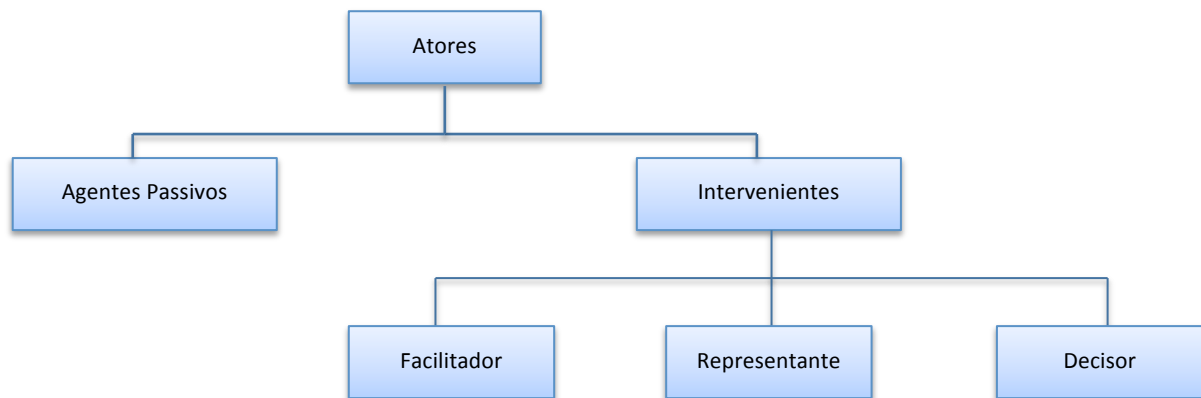 Atores
Agentes Passivos
Intervenientes
Facilitador
Representante
Decisor